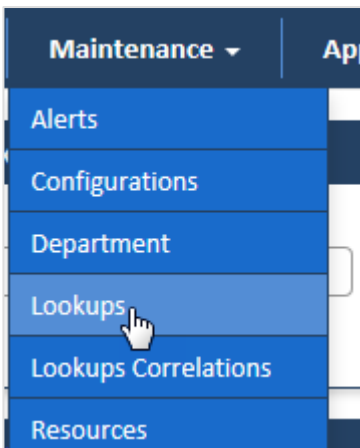 Maintenance
Alerts
Configurations
Department
Lookups
Lookups Correlations
Resources